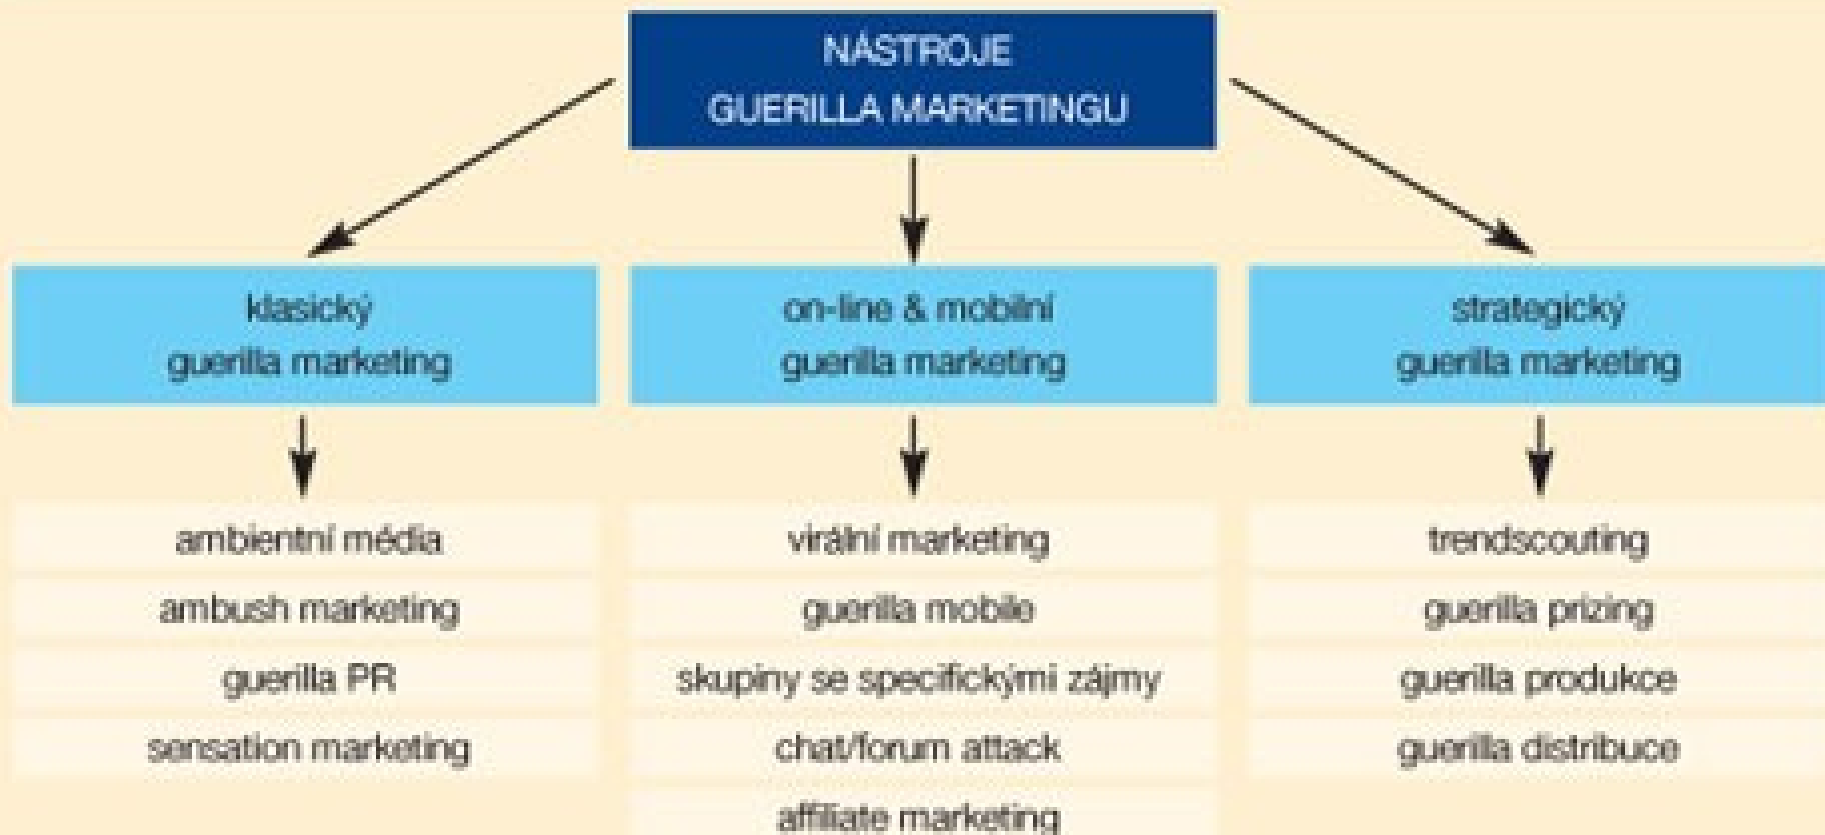 NÁSTROJE
GUERILLA MARKETINGU
klasický
guerilla marketing
on-line & mobilní
guerilla marketing
strategický
guerilla marketing
ambientní média
ambush marketing
guerilla PR
sensation marketing
virální marketing
guerilla mobile
skupiny se specifickými zájmy
chat/forum attack
affiliate marketing
trendscouting
guerilla prizing
guerilla produkce
guerilla distribuce